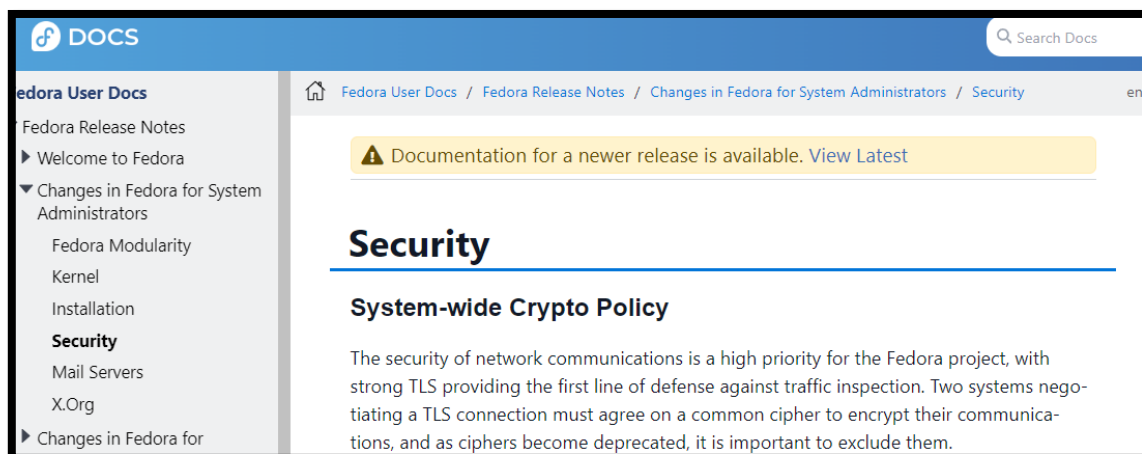 DOCS
Search Docs
edora User Docs
Fedora Release Notes
Welcome to Fedora
Changes in Fedora for System
Administrators
Fedora Modularity
Kernel
Installation
Security
Mail Servers
X.Org
Changes in Fedora for
Fedora User Docs / Fedora Release Notes / Changes in Fedora for System Administrators / Security
en
Documentation for a newer release is available. View Latest
Security
System-wide Crypto Policy
The security of network communications is a high priority for the Fedora project, with
strong TLS providing the first line of defense against traffic inspection. Two systems nego-
tiating a TLS connection must agree on a common cipher to encrypt their communica-
tions, and as ciphers become deprecated, it is important to exclude them.